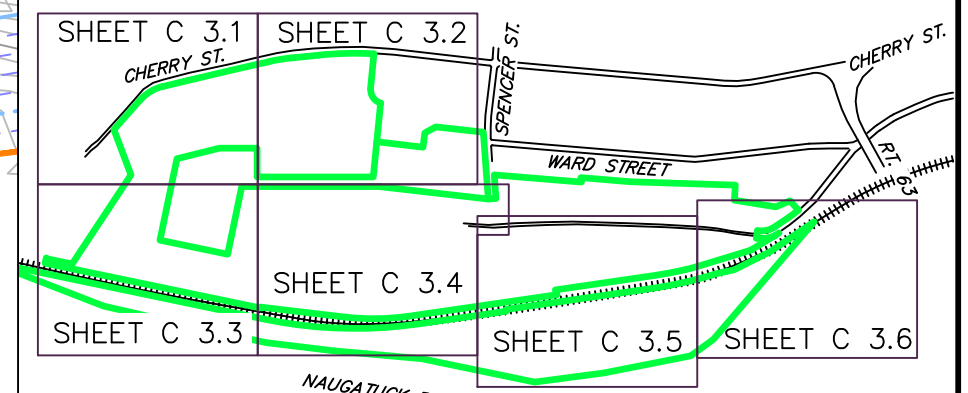 SHEET C 3.1
SHEET C 3.2
CHERRY ST.
SPENCER ST.
CHERRY ST.
WARD STREET
RT. 63
SHEET C 3.4
SHEET C 3.3
SHEET C 3.5
SHEET C 3.6
NAUGATUCK